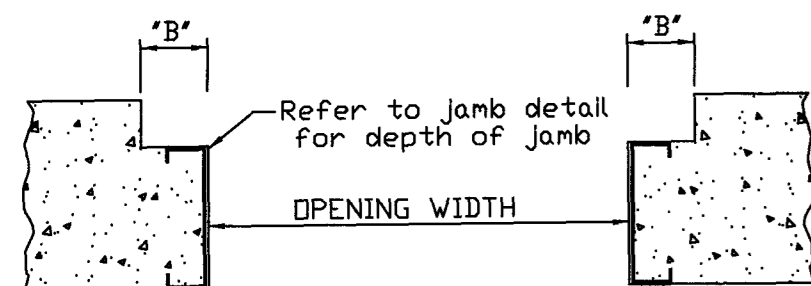 "B"
"B"
Refer to jamb detail
for depth of jamb
OPENING WIDTH